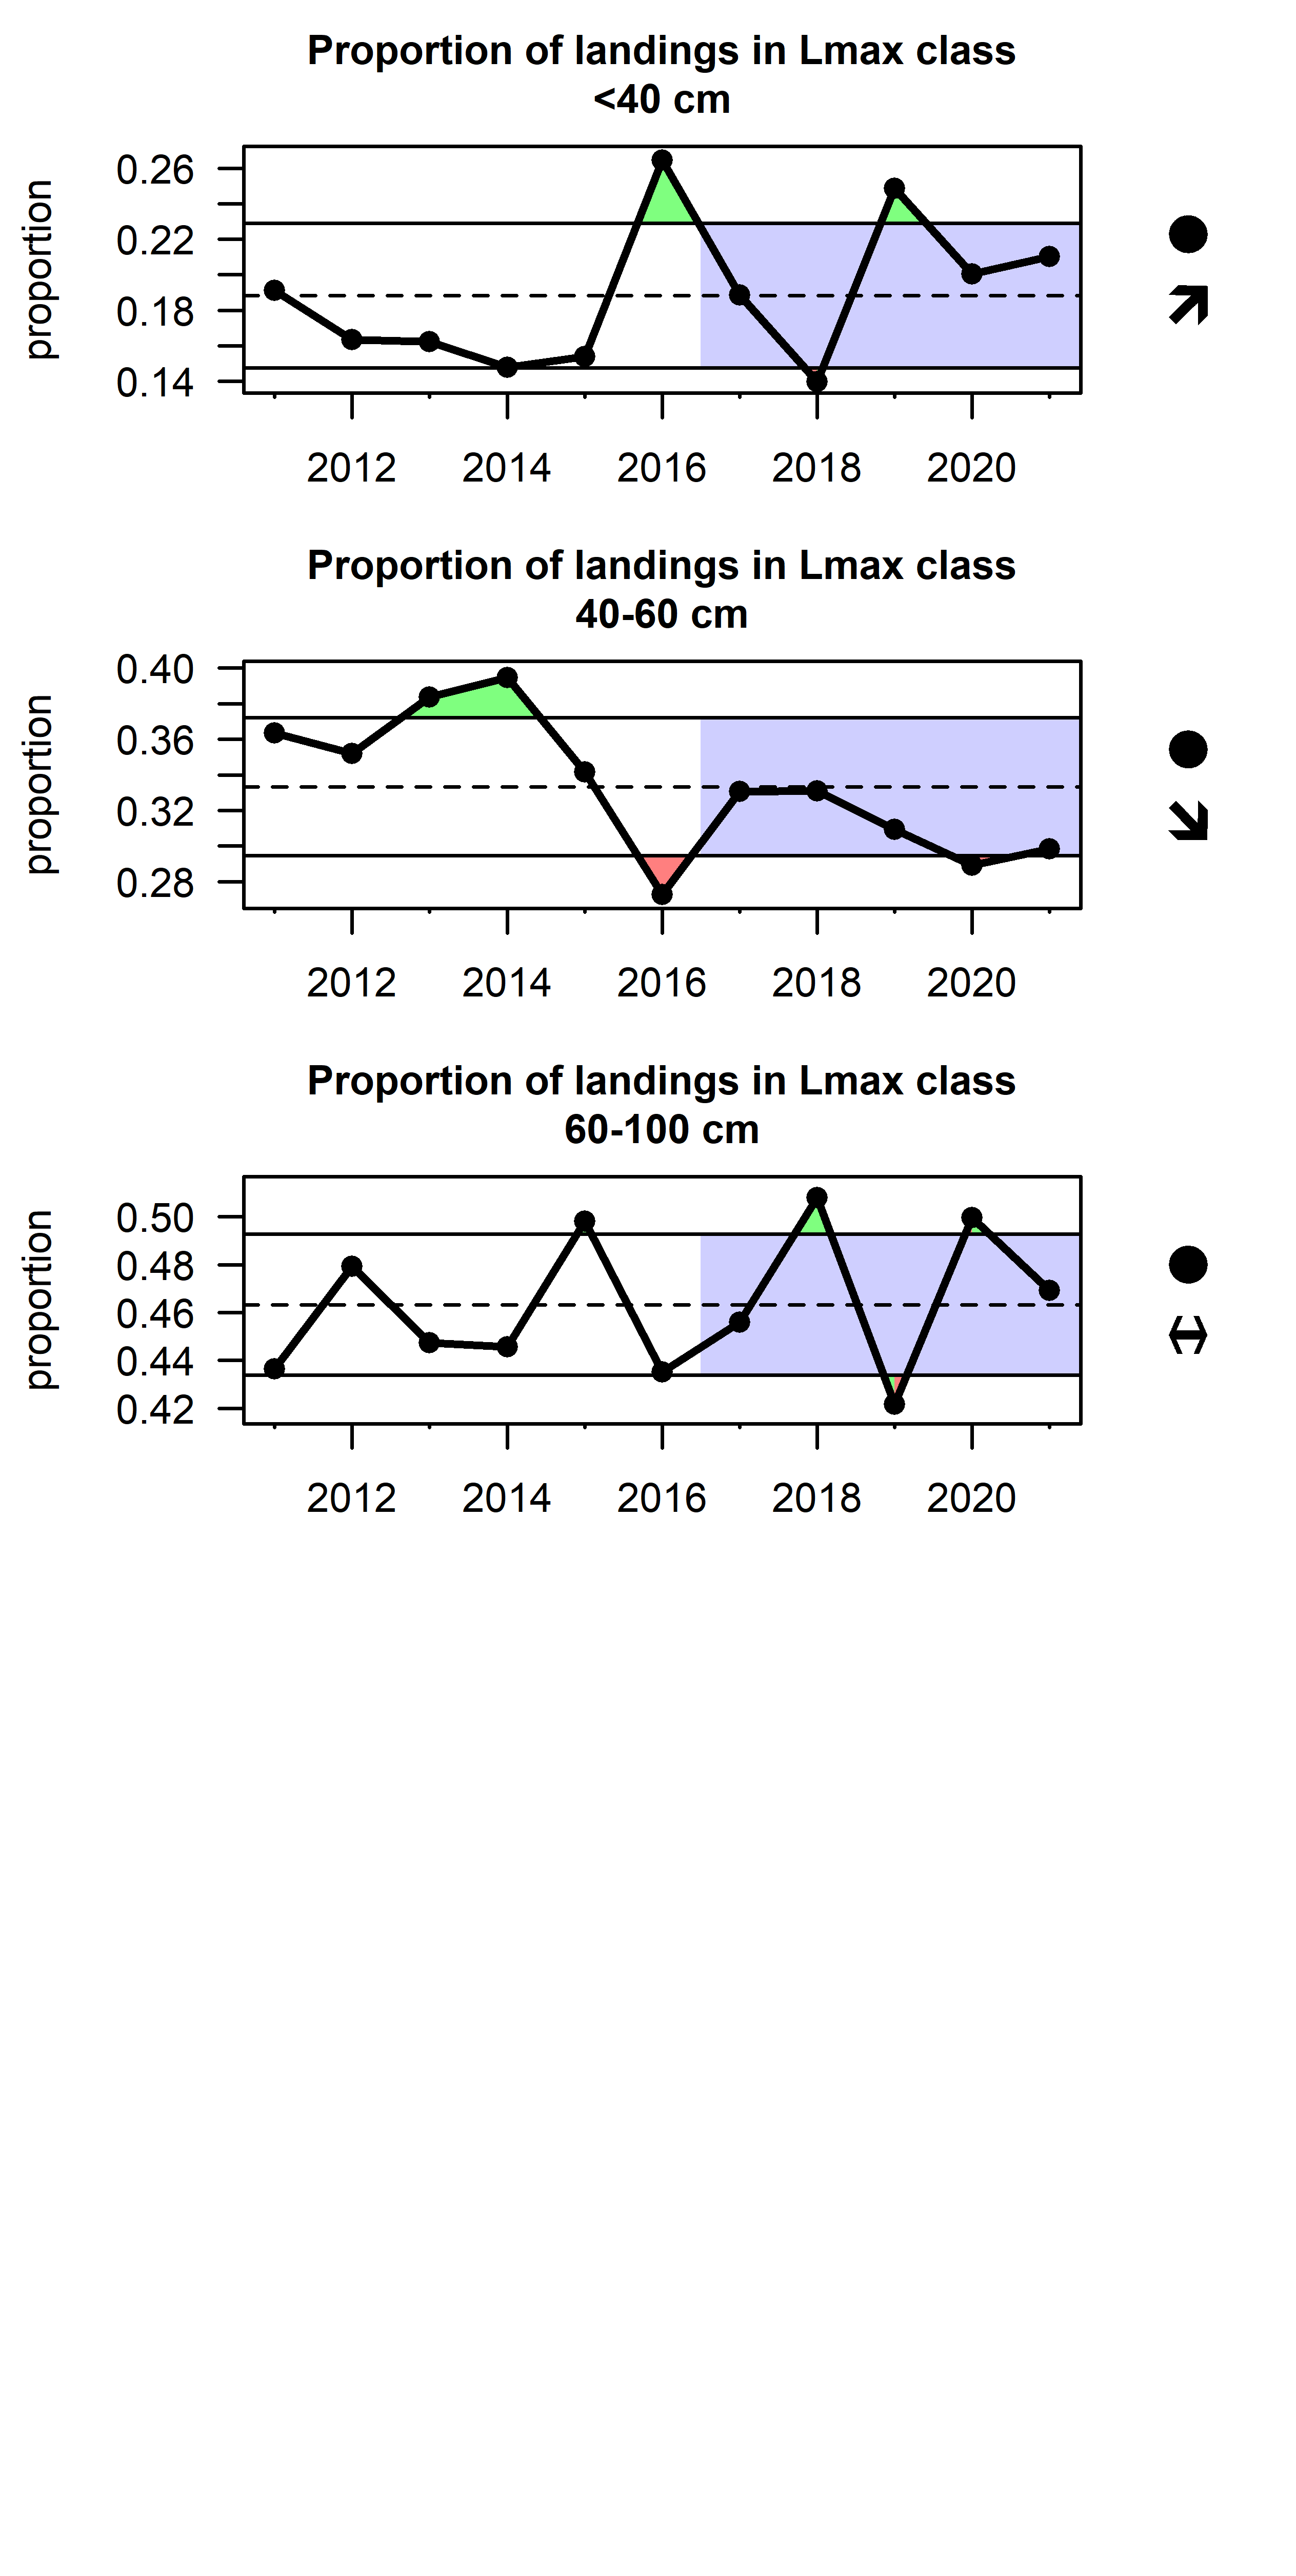 Proportion of landings in Lmax class
<40 cm
proportion
0.26
0.22
0.18
0.14
2012 2014 2016 2018 2020
Proportion of landings in Lmax class
40-60 cm
proportion
0.40
0.36
0.32
0.28
2012 2014 2016 2018 2020
Proportion of landings in Lmax class
60-100 cm
proportion
0.50
0.48
0.46
0.44
0.42
2012 2014 2016 2018 2020